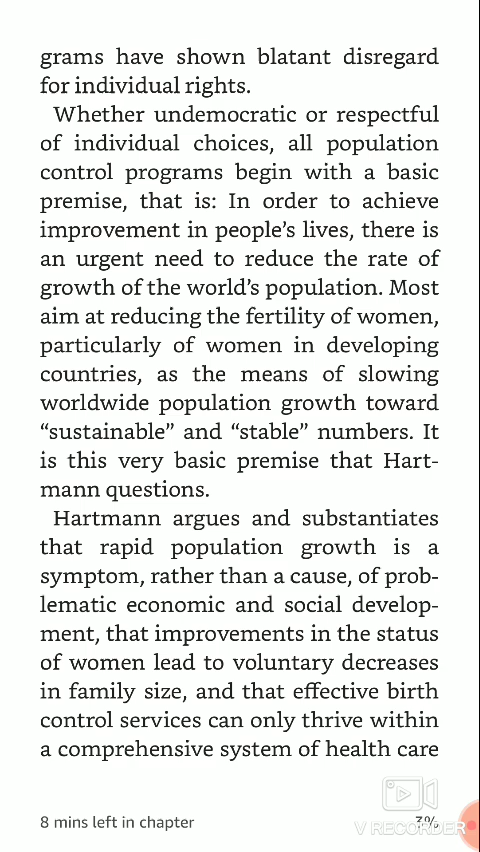 grams have shown blatant disregard
for individual rights.
Whether undemocratic or respectful
of individual choices, all population
control programs begin with a basic
premise, that is: In order to achieve
improvement in people's lives, there is
an urgent need to reduce the rate of
growth of the world's population. Most
aim at reducing the fertility of women,
particularly of women in developing
countries, as the means of slowing
worldwide population growth toward
“sustainable” and “stable” numbers. It
is this very basic premise that Hart-
mann questions.
Hartmann argues and substantiates
that rapid population growth is a
symptom, rather than a cause, of prob-
lematic economic and social develop-
ment, that improvements in the status
of women lead to voluntary decreases
in family size, and that effective birth
control services can only thrive within
a comprehensive system of health care
8 mins left in chapter 3%
V RECORDER